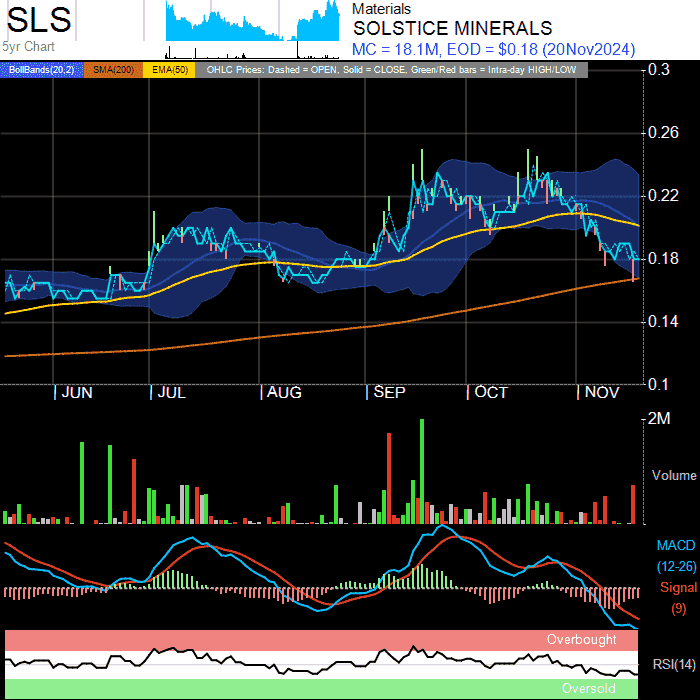 SLS
5yr Chart
Materials
SOLSTICE MINERALS
MC = 18.1M, EOD = $0.18 (20Nov2024)
BollBands(20,2) SMA(200) EMA(50) OHLC Prices: Dashed = OPEN, Solid = CLOSE, Green/Red bars = Intra-day HIGH/LOW
0.3
0.26
0.22
0.18
0.14
0.1
JUN JUL AUG SEP OCT NOV
2M
Volume
MACD
(12-26)
Signal
(9)
Overbought
RSI(14)
Oversold